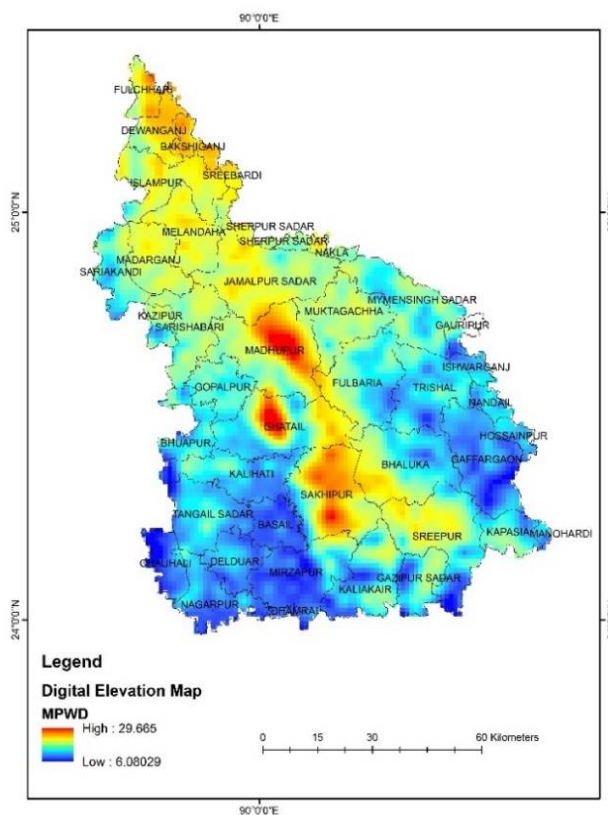 90°0'0"E
FULCHHARI
DEWANGANJ
BAKSHIGANJ
ISLAMPUR
SREEBARDI
25°0'0"N
SHERPUR SADAR
MELANDAHA
SHERPUR SADAR
NAKLA
MADARGANJ
SARIAKANDI
JAMALPUR SADAR
MYMENSINGH SADAR
MUKTAGACHHA
KAZIPUR
SARISHABARI
GAURIPUR
MADHUPUR
ISHWARGANJ
GOPALPUR
FULBARIA
TRISHAL
NANDAIL
GHATAIL
HOSSAINPUR
BHUAPUR
GAFFARGAON
BHALUKA
KALIHATI
SAKHIPUR
TANGAIL SADAR
BASAIL
KAPASIA
MANOHARDI
SREEPUR
CHAUHALI
DELDUAR
MIRZAPUR
GAZIPUR SADAR
KALIAKAIR
NAGARPUR
DHAMRAI
24°0'0"N
Legend
Digital Elevation Map
MPWD
High : 29.665
Low : 6.08029
0 15 30 60 Kilometers
90°0'0"E